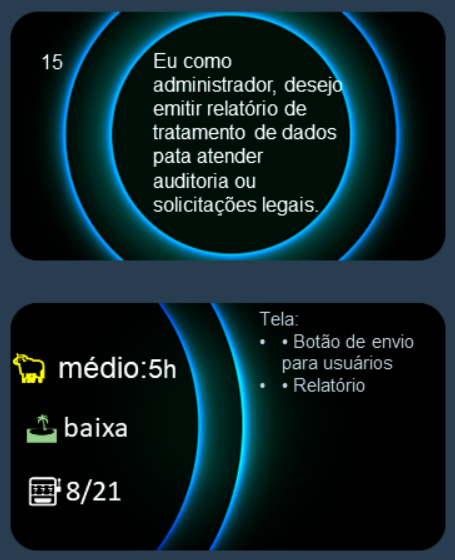 15
Eu como
administrador, desejo
emitir relatório de
tratamento de dados
pata atender
auditoria ou
solicitações legais.
médio:5h
baixa
8/21
Tela:
• • Botão de envio
para usuários
• • Relatório